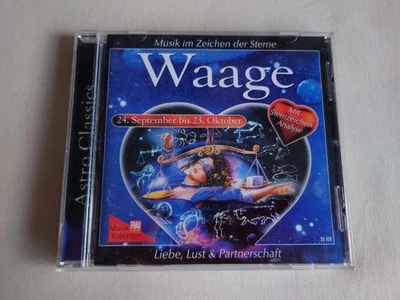 Musik im Zeichen der Sterne
Waage
24. September bis 23. Oktober
Mit
Sternzeichen
Analyse
Astro Classics
Musik
Liebe, Lust & Partnerschaft